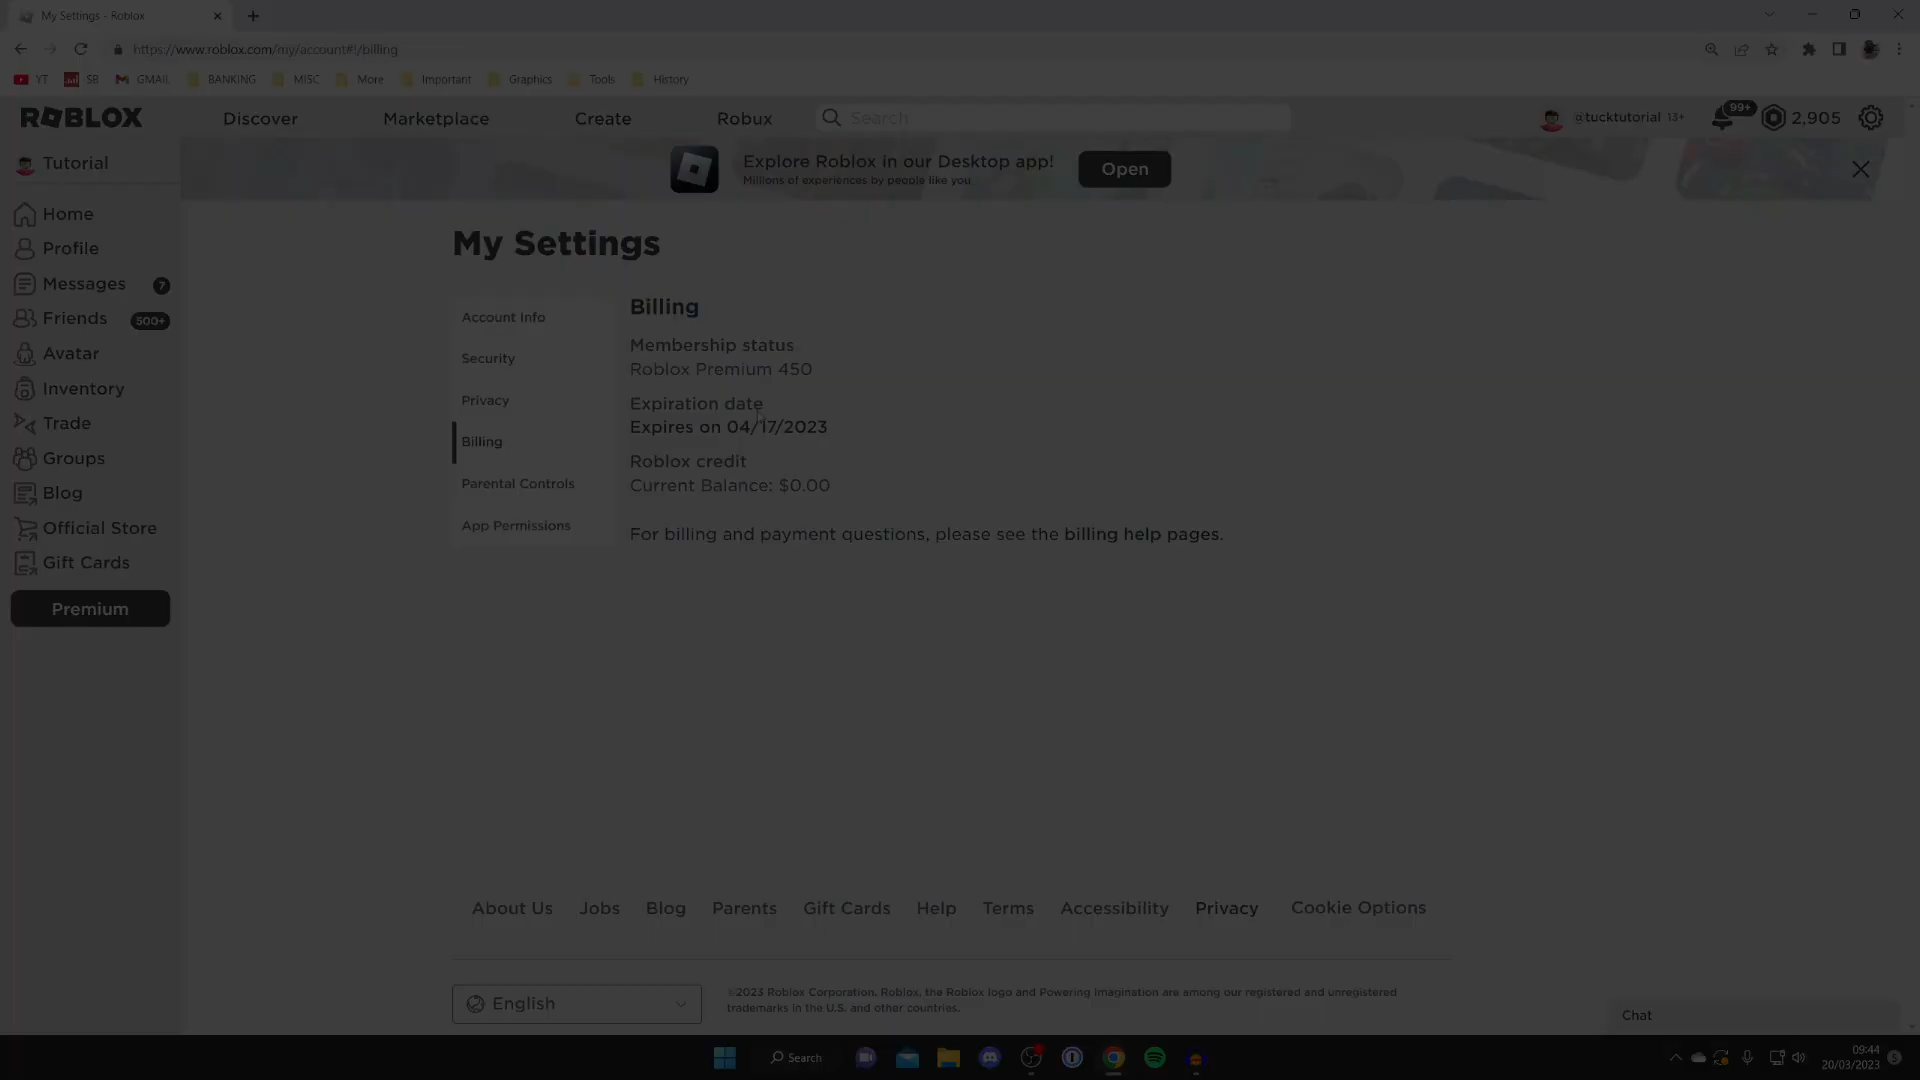 My Settings - Roblox
https://www.roblox.com/my/account#!/billing
YT SB GMAIL BANKING MISC More Important Graphics Tools History
ROBLOX Discover Marketplace Create Robux Search @tucktutorial 13+ 99+ 2,905
Tutorial
Explore Roblox in our Desktop app!
Millions of experiences by people like you
Open
Home
Profile
Messages 7
Friends 500+
Avatar
Inventory
Trade
Groups
Blog
Official Store
Gift Cards
Premium
My Settings
Account Info
Security
Privacy
Billing
Parental Controls
App Permissions
Billing
Membership status
Roblox Premium 450
Expiration date
Expires on 04/17/2023
Roblox credit
Current Balance: $0.00
For billing and payment questions, please see the billing help pages.
About Us Jobs Blog Parents Gift Cards Help Terms Accessibility Privacy Cookie Options
English
©2023 Roblox Corporation. Roblox, the Roblox logo and Powering Imagination are among our registered and unregistered
trademarks in the U.S. and other countries.
Chat
Search
09:44
20/03/2023
5